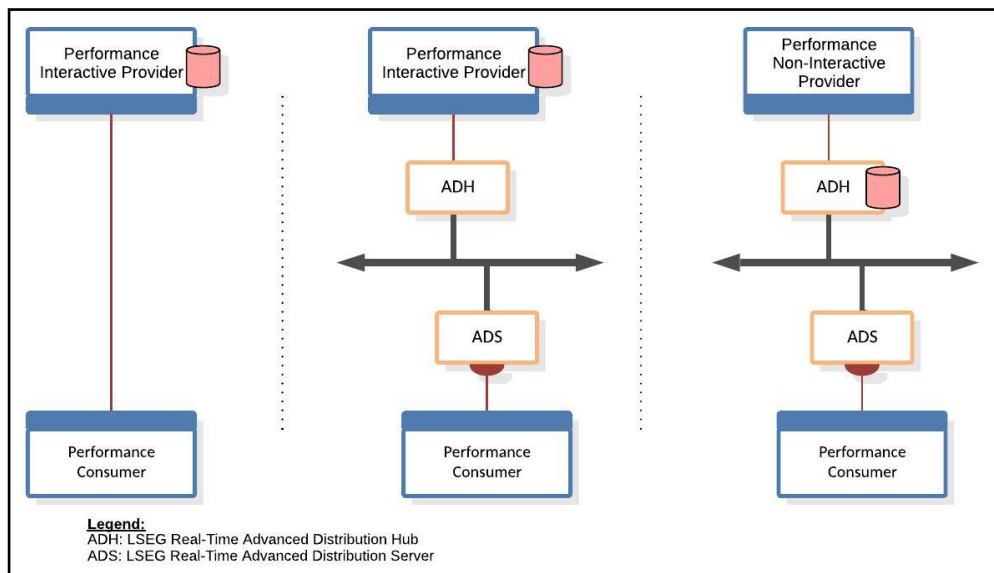 Performance
Interactive Provider
Performance
Consumer
Performance
Interactive Provider
ADH
ADS
Performance
Consumer
Performance
Non-Interactive
Provider
ADH
ADS
Performance
Consumer
Legend:
ADH: LSEG Real-Time Advanced Distribution Hub
ADS: LSEG Real-Time Advanced Distribution Server